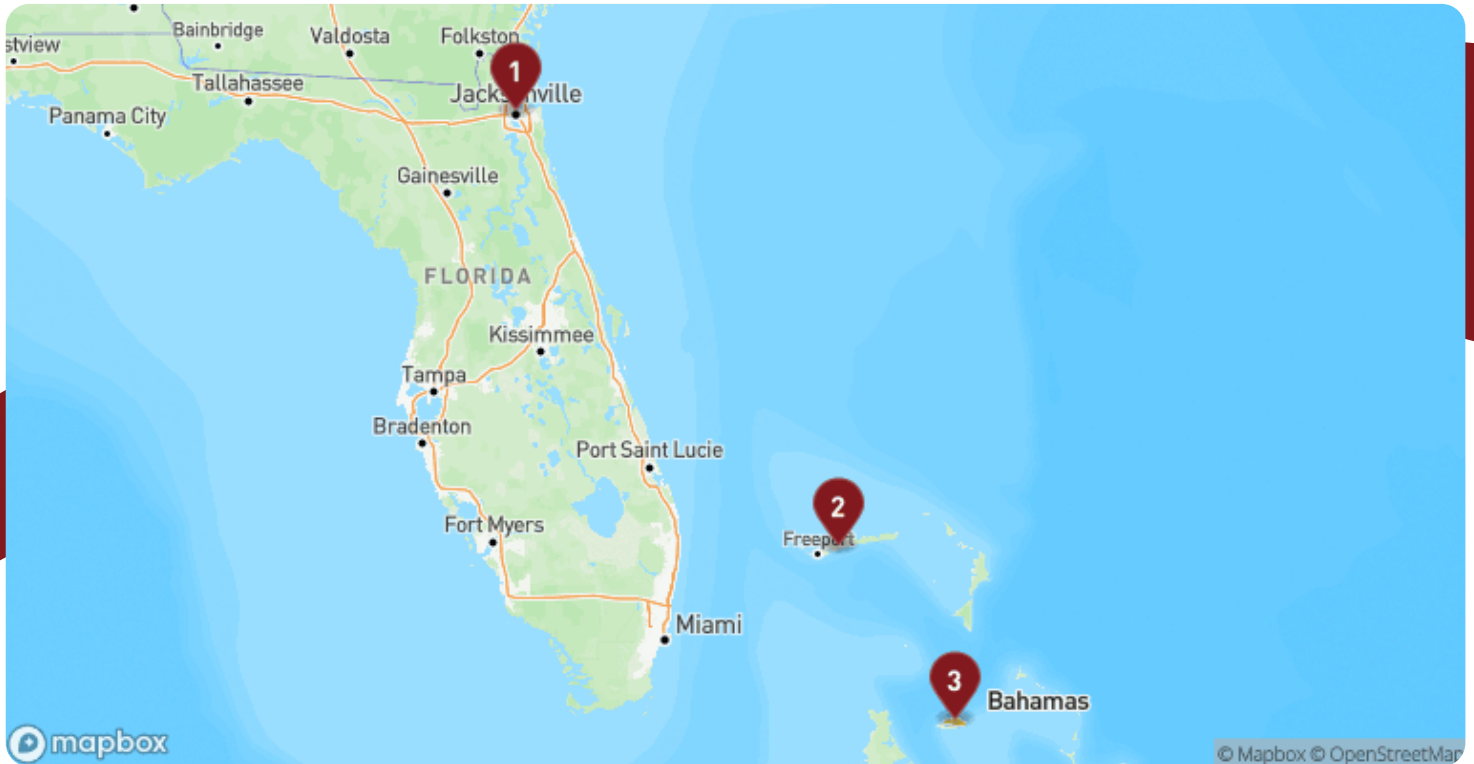 Bainbridge
Valdosta
Folkston
stview
Tallahassee
1
Jacksonville
Panama City
Gainesville
FLORIDA
Kissimmee
Tampa
Bradenton
Port Saint Lucie
2
Fort Myers
Freeport
Miami
3
Bahamas
mapbox
© Mapbox © OpenStreetMap